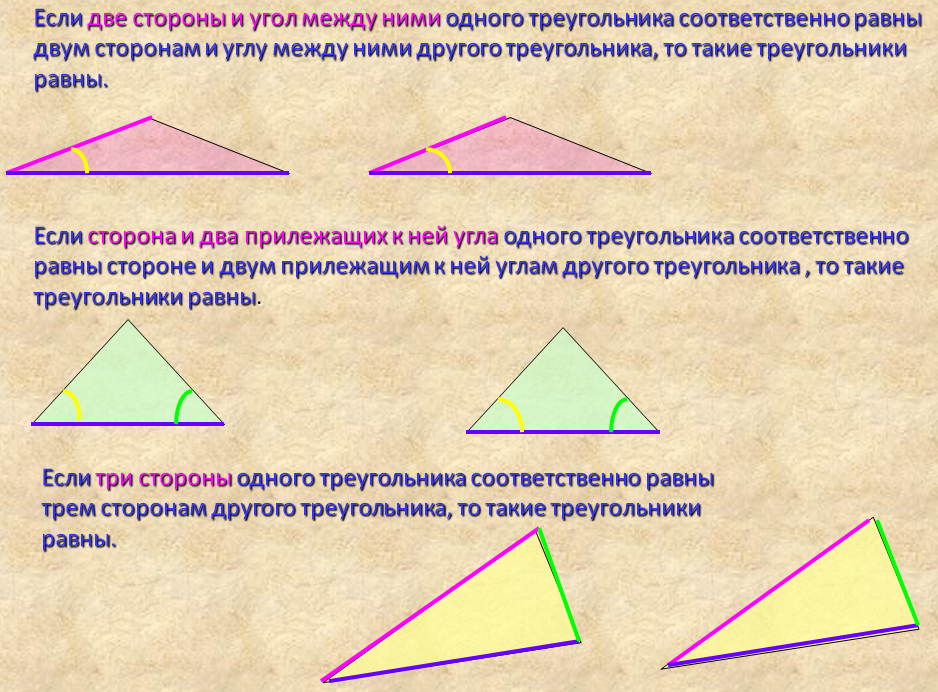 Если две стороны и угол между ними одного треугольника соответственно равны
двум сторонам и углу между ними другого треугольника, то такие треугольники
равны.
Если сторона и два прилежащих к ней угла одного треугольника соответственно
равны стороне и двум прилежащим к ней углам другого треугольника , то такие
треугольники равны.
Если три стороны одного треугольника соответственно равны
трем сторонам другого треугольника, то такие треугольники
равны.